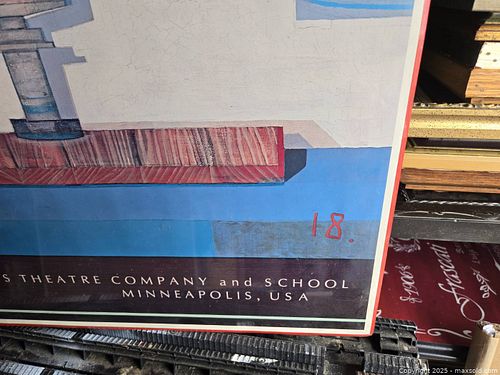 18.
S THEATRE COMPANY and SCHOOL
MINNEAPOLIS, USA
Copyright 2025 - maxsold.com